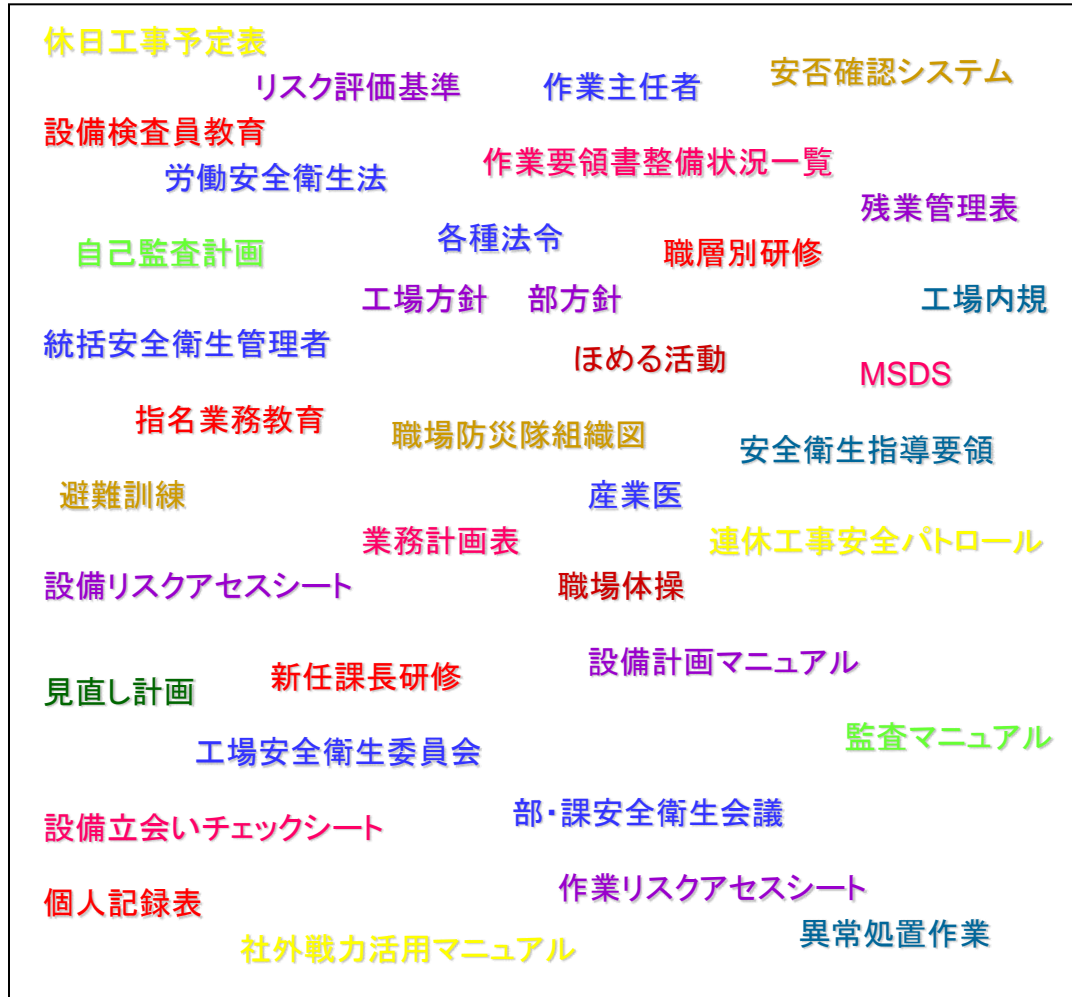 休日工事予定表
リスク評価基準
作業主任者
安否確認システム
設備検査員教育
作業要領書整備状況一覧
労働安全衛生法
残業管理表
各種法令
自己監査計画
職層別研修
工場方針
部方針
工場内規
統括安全衛生管理者
ほめる活動
MSDS
指名業務教育
職場防災隊組織図
安全衛生指導要領
避難訓練
産業医
業務計画表
連休工事安全パトロール
設備リスクアセスシート
職場体操
設備計画マニュアル
新任課長研修
見直し計画
監査マニュアル
工場安全衛生委員会
部・課安全衛生会議
設備立会いチェックシート
作業リスクアセスシート
個人記録表
異常処置作業
社外戦力活用マニュアル